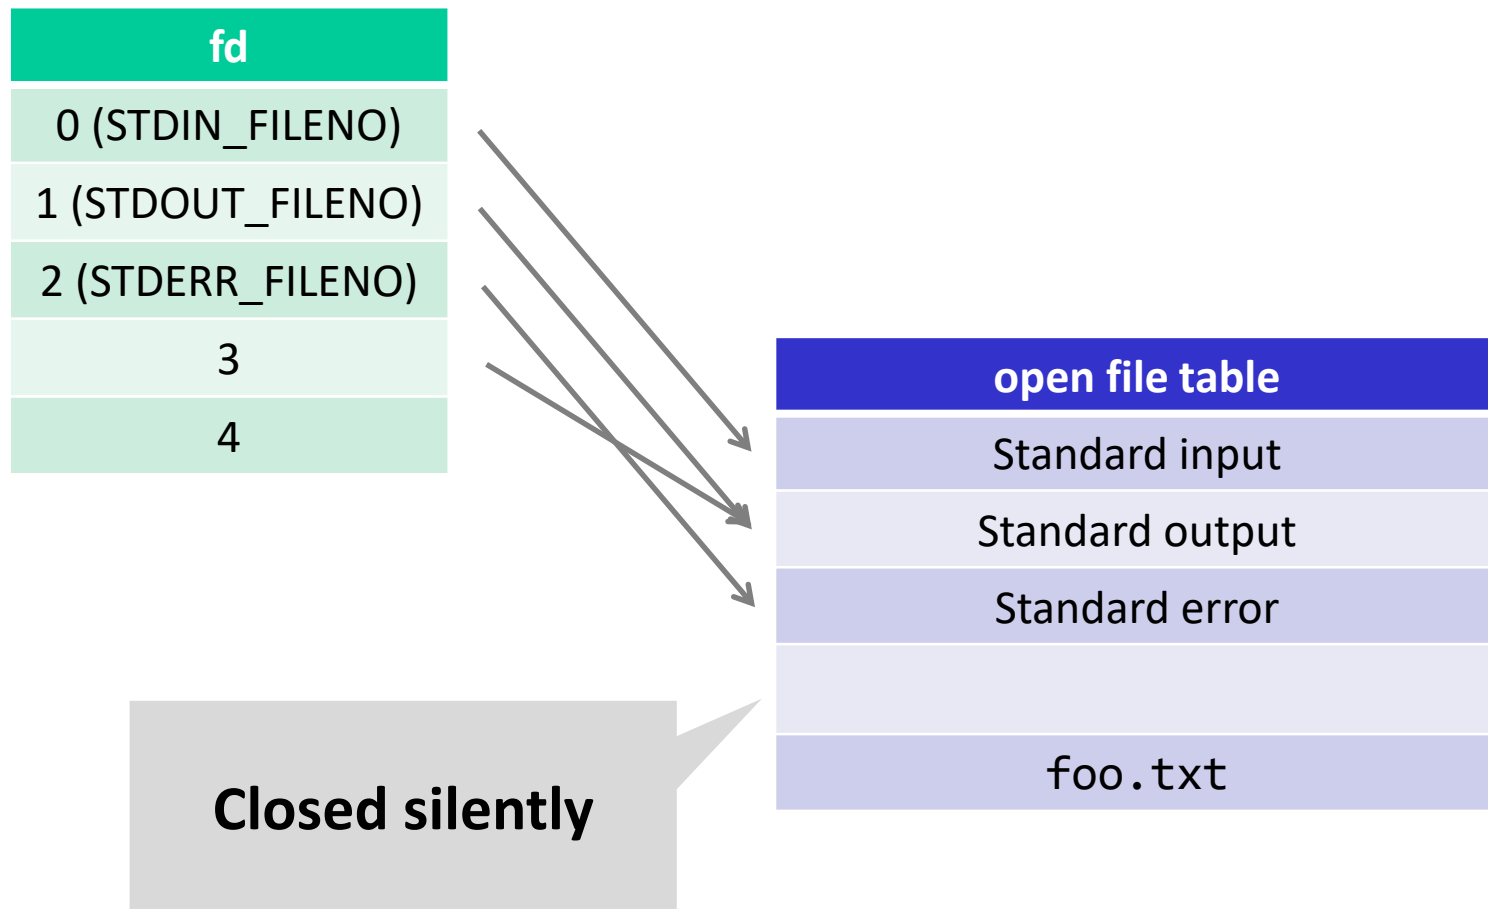 fd
0 (STDIN_FILENO)
1 (STDOUT_FILENO)
2 (STDERR_FILENO)
3
4
open file table
Standard input
Standard output
Standard error
foo.txt
Closed silently